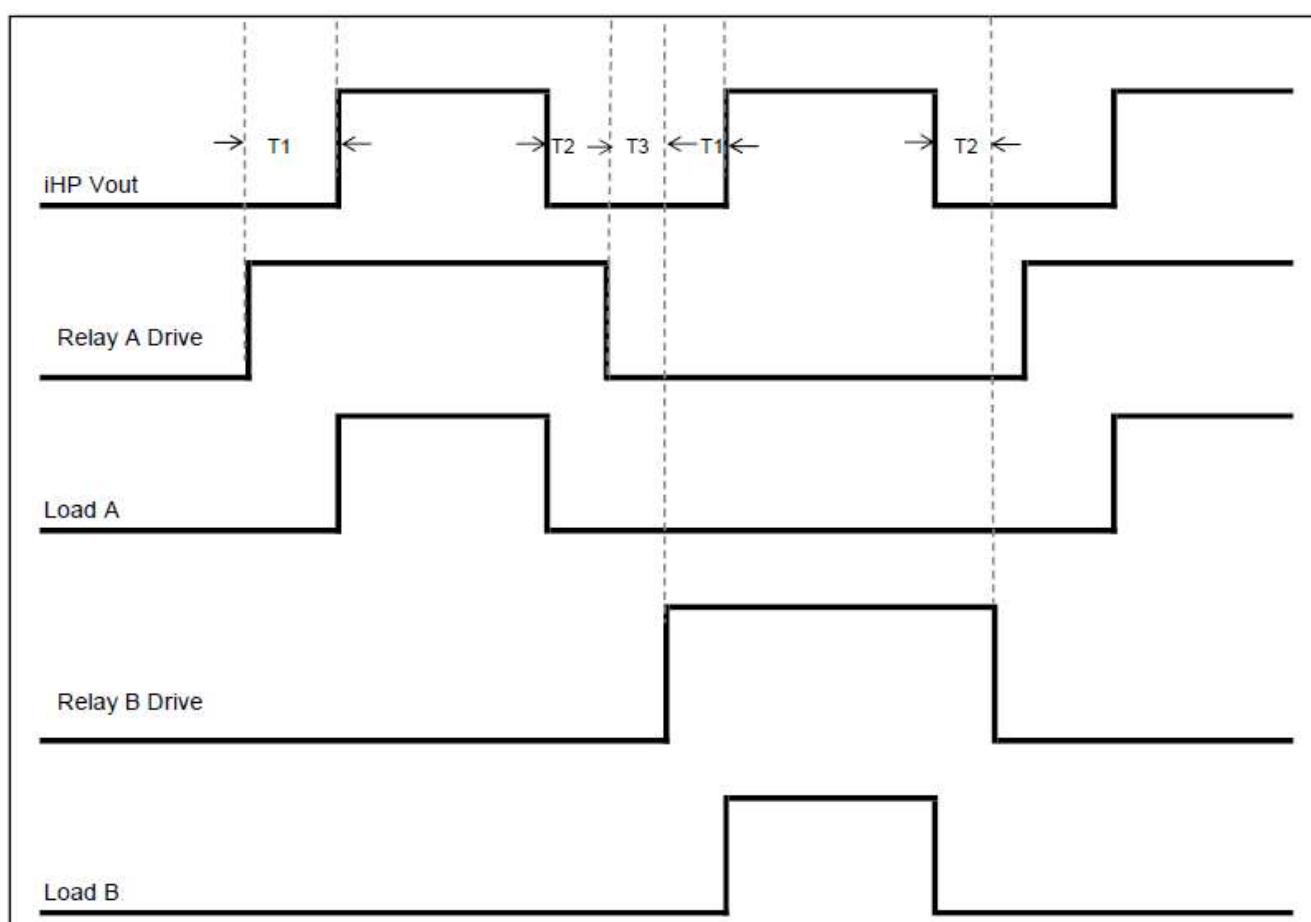 T1 T2 T3 T1 T2
iHP Vout
Relay A Drive
Load A
Relay B Drive
Load B